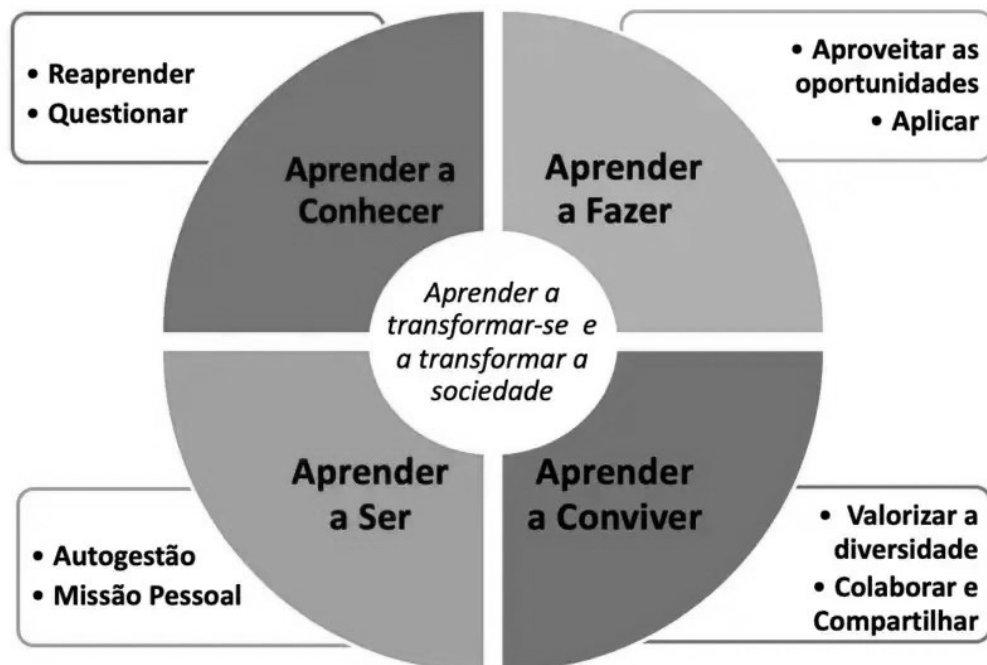 • Reaprender
• Questionar
• Aproveitar as
oportunidades
• Aplicar
Aprender a
Conhecer
Aprender
a Fazer
Aprender a
transformar-se e
a transformar a
sociedade
Aprender
a Ser
Aprender
a Conviver
• Autogestão
• Missão Pessoal
• Valorizar a
diversidade
• Colaborar e
Compartilhar